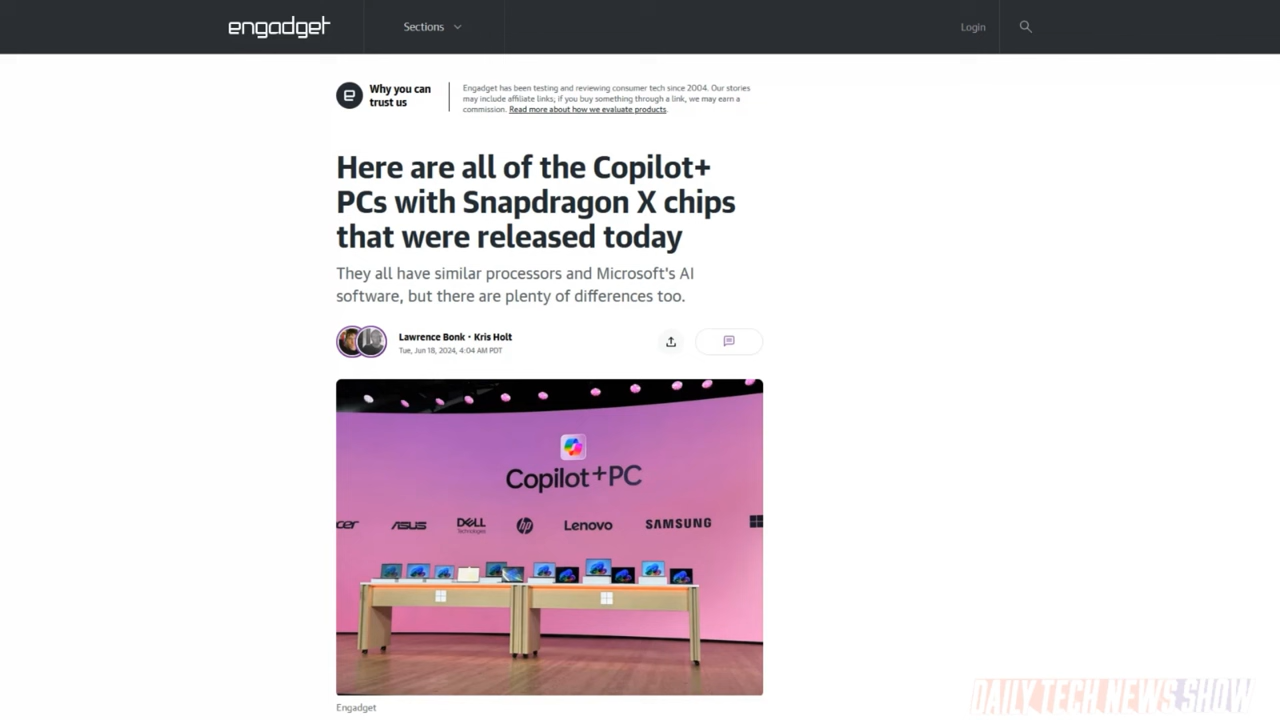 engadget
Sections
Login
Why you can
trust us
Engadget has been testing and reviewing consumer tech since 2004. Our stories
may include affiliate links; if you buy something through a link, we may earn a
commission. Read more about how we evaluate products.
Here are all of the Copilot+
PCs with Snapdragon X chips
that were released today
They all have similar processors and Microsoft's AI
software, but there are plenty of differences too.
Lawrence Bonk • Kris Holt
Tue, Jun 18, 2024, 4:04 AM PDT
Copilot+PC
cer ASUS DELL Technologies hp Lenovo SAMSUNG
Engadget
DAILY TECH NEWS SHOW